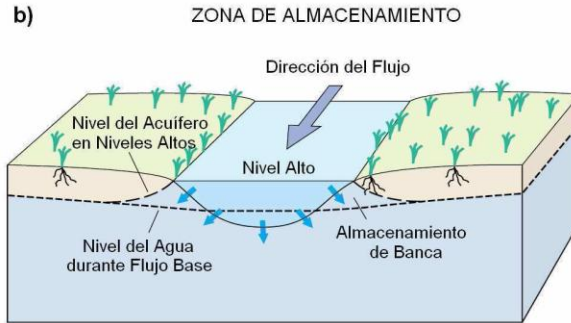 b)
ZONA DE ALMACENAMIENTO
Dirección del Flujo
Nivel del Acuífero
en Niveles Altos
Nivel Alto
Nivel del Agua
durante Flujo Base
Almacenamiento
de Banca